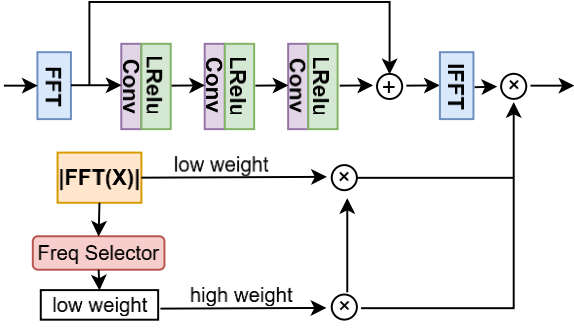 FFT
Conv
LRelu
Conv
LRelu
Conv
LRelu
+
IFFT
×
|FFT(X)|
low weight
×
Freq Selector
low weight
high weight
×